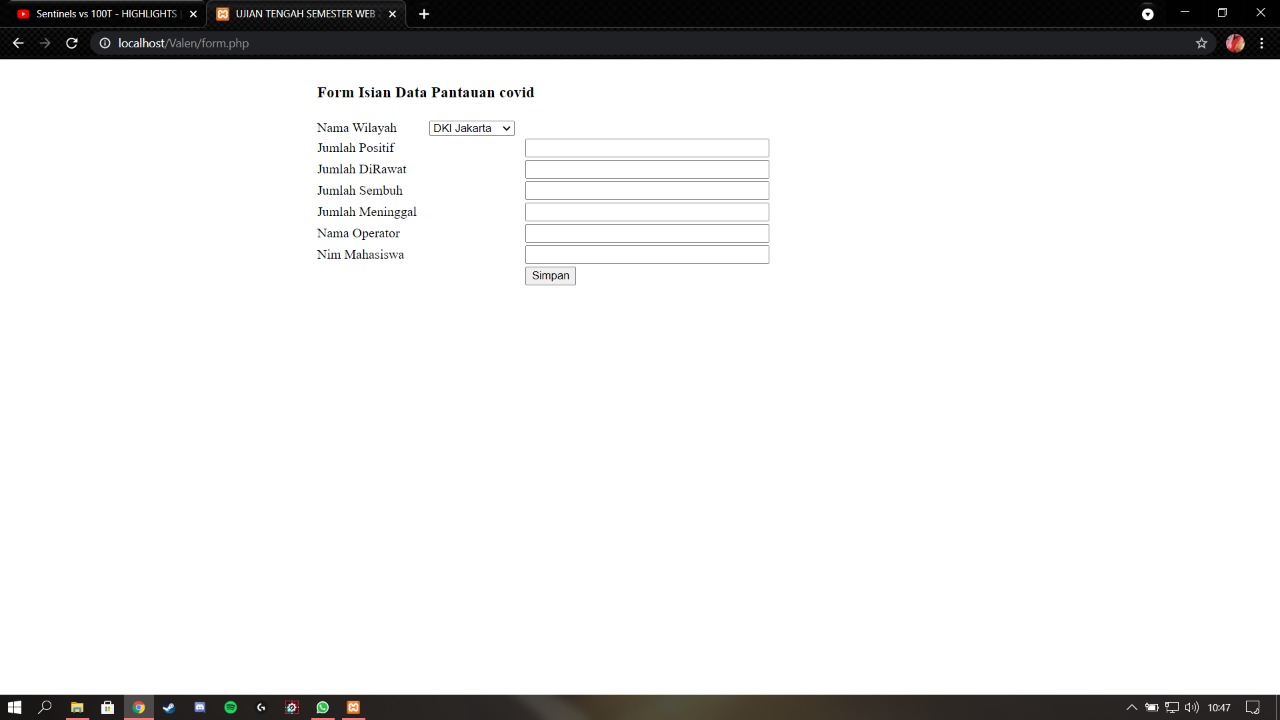 Sentinels vs 100T - HIGHLIGHTS
UJIAN TENGAH SEMESTER WEB
localhost/Valen/form.php
Form Isian Data Pantauan covid
Nama Wilayah DKI Jakarta
Jumlah Positif
Jumlah DiRawat
Jumlah Sembuh
Jumlah Meninggal
Nama Operator
Nim Mahasiswa
Simpan
10:47